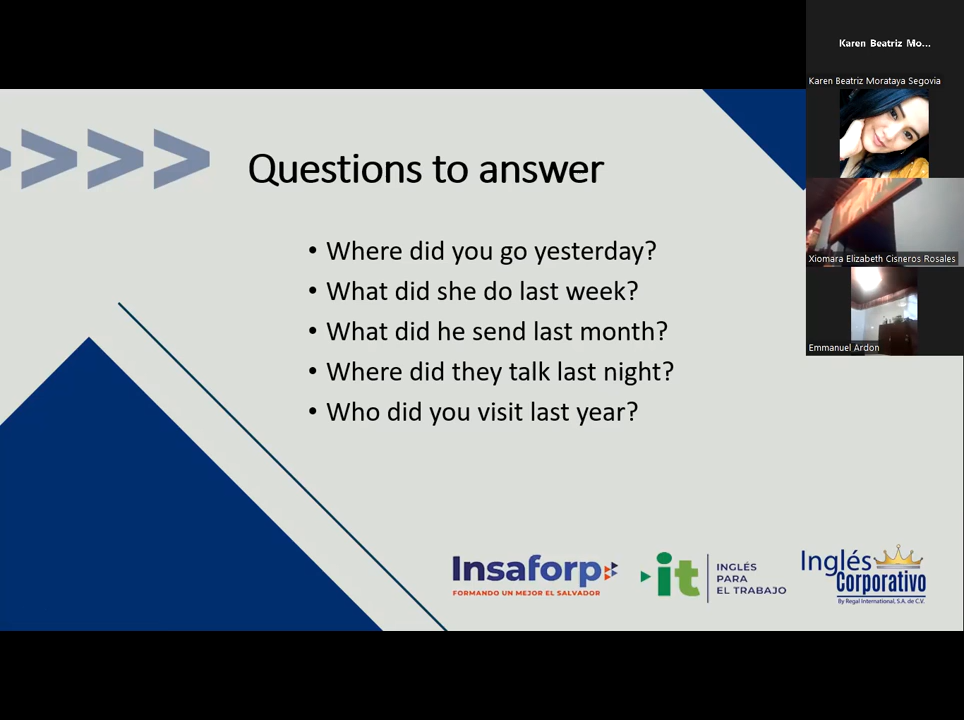 Karen Beatriz Mo...
Karen Beatriz Morataya Segovia
Xiomara Elizabeth Cisneros Rosales
Emmanuel Ardon
Questions to answer
• Where did you go yesterday?
• What did she do last week?
• What did he send last month?
• Where did they talk last night?
• Who did you visit last year?
Insaforp
FORMANDO UN MEJOR EL SALVADOR
it
INGLÉS
PARA
EL TRABAJO
Inglés
Corporativo
By Regal International, S.A. de C.V.